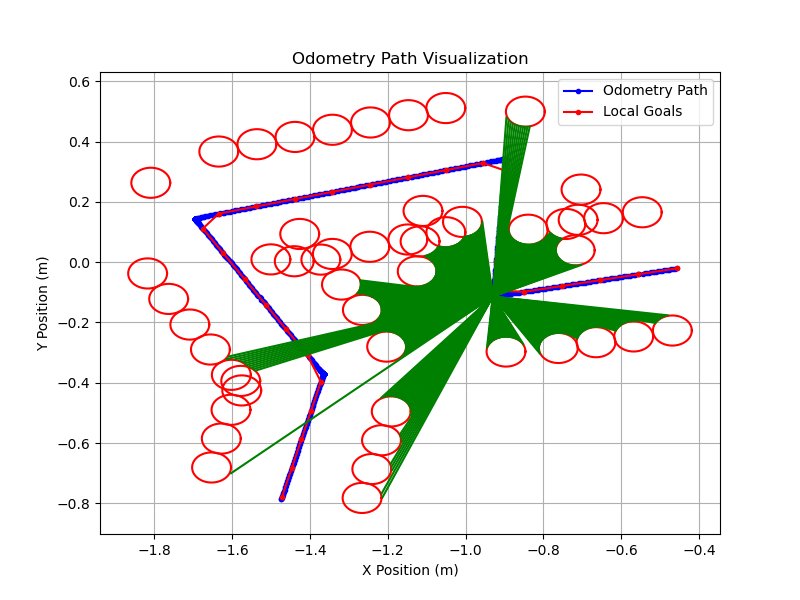 Odometry Path Visualization
Odometry Path
Local Goals
0.6
0.4
0.2
0.0
−0.2
−0.4
−0.6
−0.8
Y Position (m)
−1.8 −1.6 −1.4 −1.2 −1.0 −0.8 −0.6 −0.4
X Position (m)